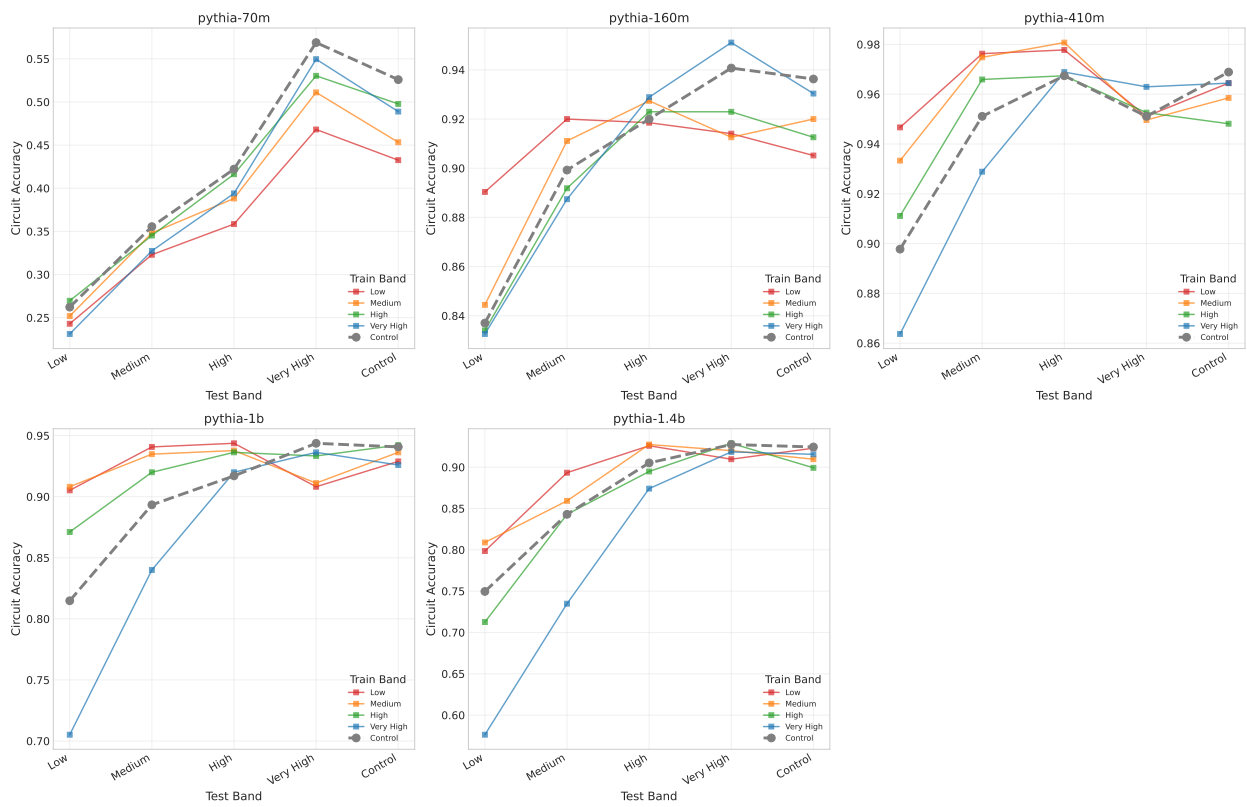 pythia-70m
Circuit Accuracy
0.55
0.50
0.45
0.40
0.35
0.30
0.25
Low
Medium
High
Very High
Control
Test Band
Train Band
Low
Medium
High
Very High
Control
pythia-160m
Circuit Accuracy
0.94
0.92
0.90
0.88
0.86
0.84
Low
Medium
High
Very High
Control
Test Band
Train Band
Low
Medium
High
Very High
Control
pythia-410m
Circuit Accuracy
0.98
0.96
0.94
0.92
0.90
0.88
0.86
Low
Medium
High
Very High
Control
Test Band
Train Band
Low
Medium
High
Very High
Control
pythia-1b
Circuit Accuracy
0.95
0.90
0.85
0.80
0.75
0.70
Low
Medium
High
Very High
Control
Test Band
Train Band
Low
Medium
High
Very High
Control
pythia-1.4b
Circuit Accuracy
0.90
0.85
0.80
0.75
0.70
0.65
0.60
Low
Medium
High
Very High
Control
Test Band
Train Band
Low
Medium
High
Very High
Control